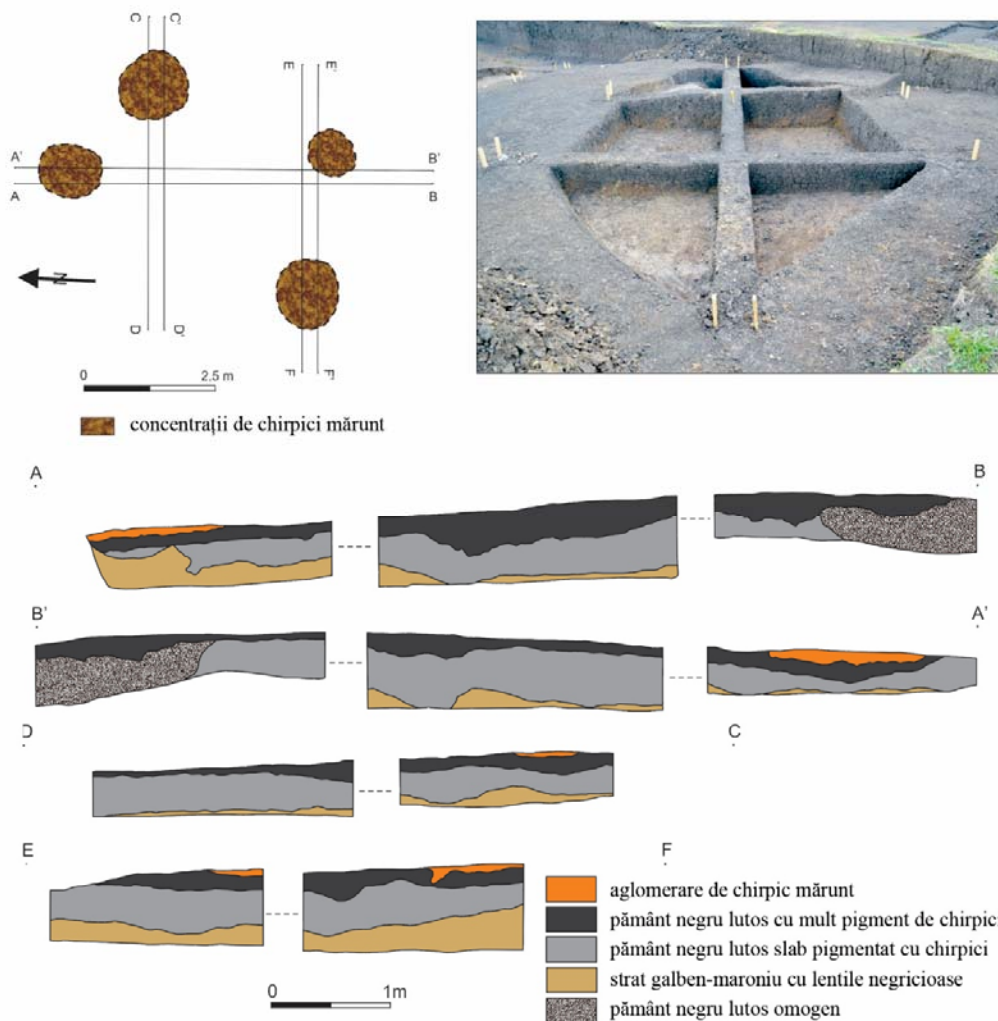 C C'
E E'
A' B'
A B
N
D D'
F F'
0 2.5 m
concentrații de chirpici mărunt
A B
B' A'
D C
E F
aglomerare de chirpic mărunt
pământ negru lutos cu mult pigment de chirpici
pământ negru lutos slab pigmentat cu chirpici
strat galben-maroniu cu lentile negricioase
pământ negru lutos omogen
0 1m